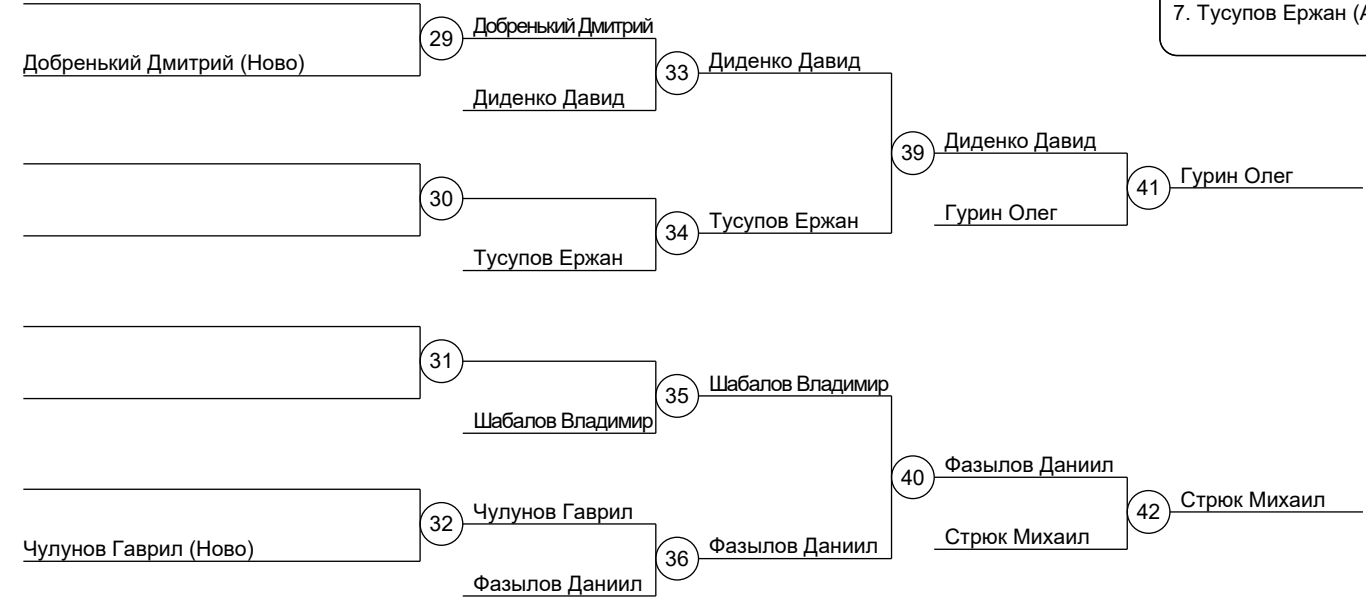 7. Тусупов Ержан (А
Добренький Дмитрий (Ново)
29
Добренький Дмитрий
Диденко Давид
33
Диденко Давид
30
Тусупов Ержан
34
Тусупов Ержан
39
Диденко Давид
Гурин Олег
41
Гурин Олег
31
Шабалов Владимир
35
Шабалов Владимир
Чулунов Гаврил (Ново)
32
Чулунов Гаврил
Фазылов Даниил
36
Фазылов Даниил
40
Фазылов Даниил
Стрюк Михаил
42
Стрюк Михаил